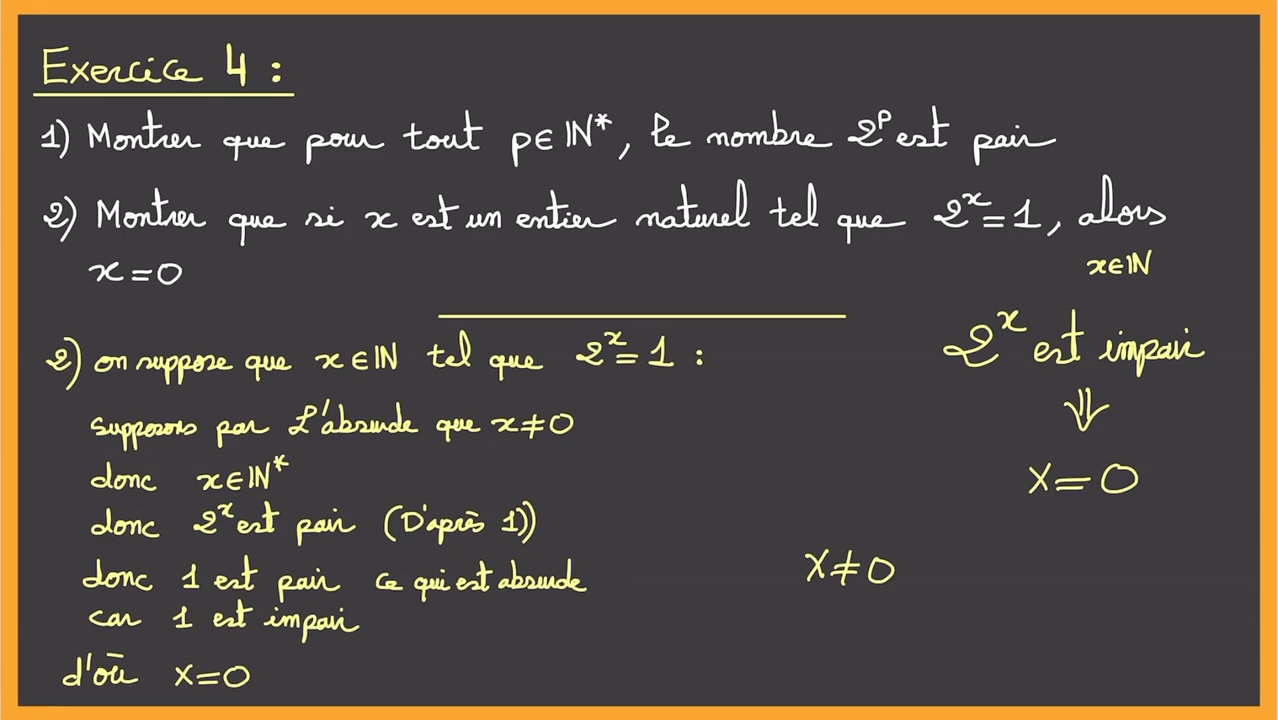 Exercice 4 :
1) Montrer que pour tout p∈ℕ*, le nombre 2ᵖ est pair
2) Montrer que si x est un entier naturel tel que 2ˣ=1, alors
x=0
x∈ℕ
2) on suppose que x∈ℕ tel que 2ˣ=1 :
supposons par L'absurde que x≠0
donc x∈ℕ*
donc 2ˣ est pair (D'après 1))
donc 1 est pair ce qui est absurde
car 1 est impair
d'où x=0
2ˣ est impair
⇓
x=0
x≠0